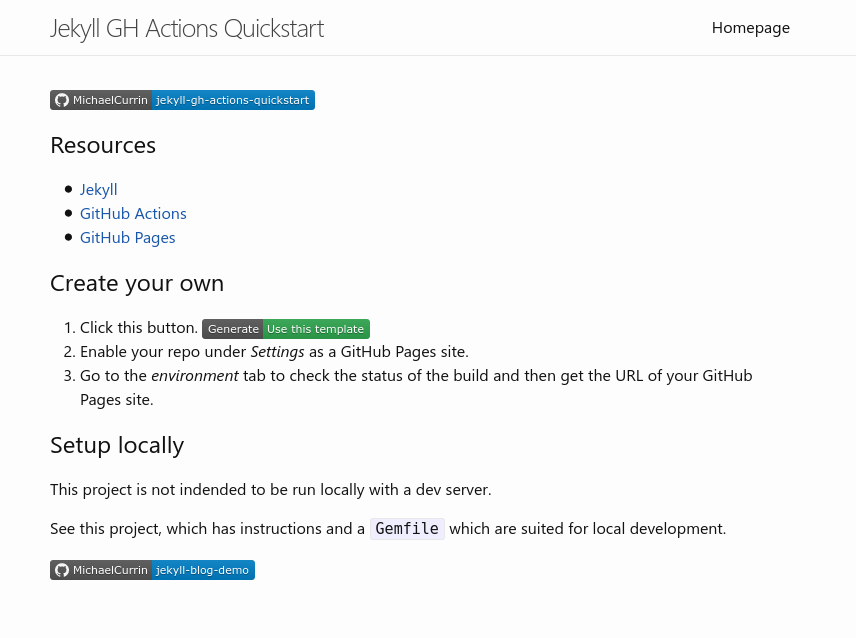 Jekyll GH Actions Quickstart
Homepage
MichaelCurrin jekyll-gh-actions-quickstart
Resources
Jekyll
GitHub Actions
GitHub Pages
Create your own
1. Click this button. Generate Use this template
2. Enable your repo under Settings as a GitHub Pages site.
3. Go to the environment tab to check the status of the build and then get the URL of your GitHub
Pages site.
Setup locally
This project is not indended to be run locally with a dev server.
See this project, which has instructions and a Gemfile which are suited for local development.
MichaelCurrin jekyll-blog-demo